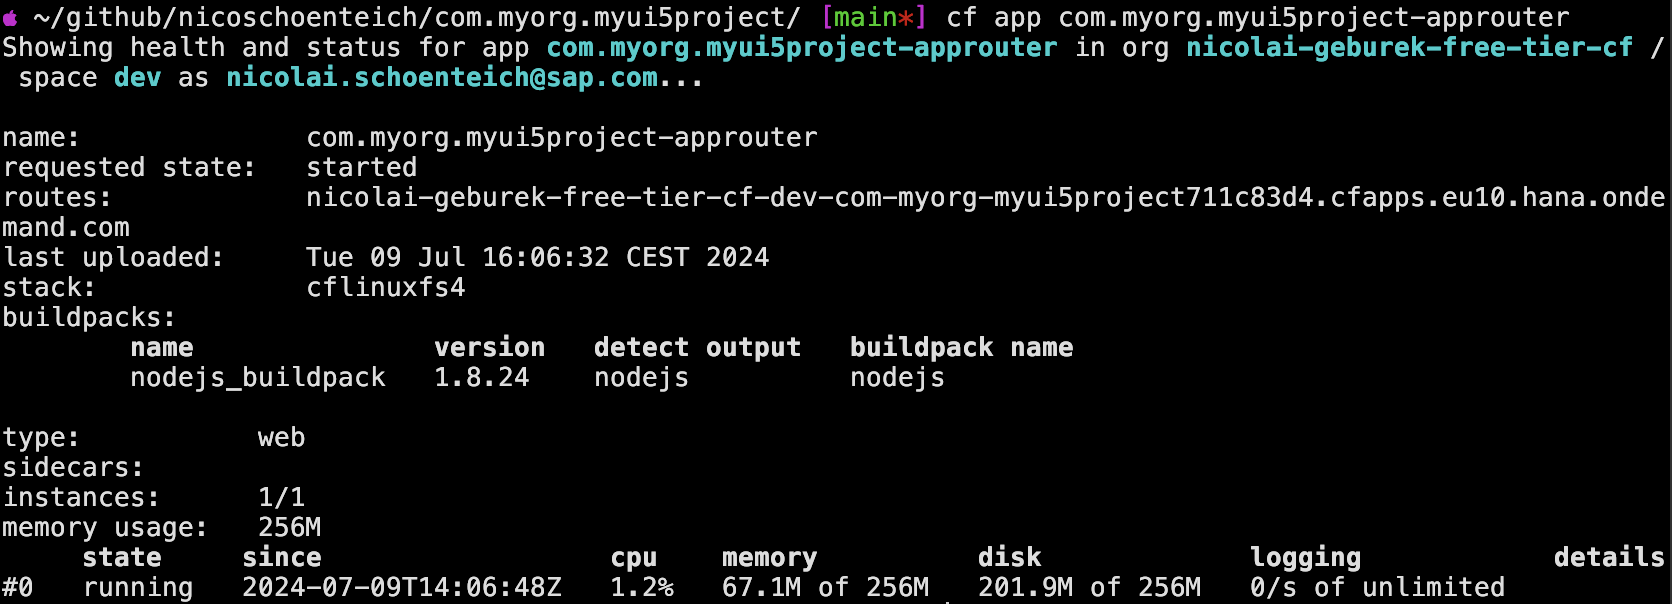 ~/github/nicoschoenteich/com.myorg.myui5project/ [main*] cf app com.myorg.myui5project-approuter
Showing health and status for app com.myorg.myui5project-approuter in org nicolai-geburek-free-tier-cf /
space dev as nicolai.schoenteich@sap.com...
name: com.myorg.myui5project-approuter
requested state: started
routes: nicolai-geburek-free-tier-cf-dev-com-myorg-myui5project711c83d4.cfapps.eu10.hana.onde
mand.com
last uploaded: Tue 09 Jul 16:06:32 CEST 2024
stack: cflinuxfs4
buildpacks:
name version detect output buildpack name
nodejs_buildpack 1.8.24 nodejs nodejs
type: web
sidecars:
instances: 1/1
memory usage: 256M
state since cpu memory disk logging details
#0 running 2024-07-09T14:06:48Z 1.2% 67.1M of 256M 201.9M of 256M 0/s of unlimited